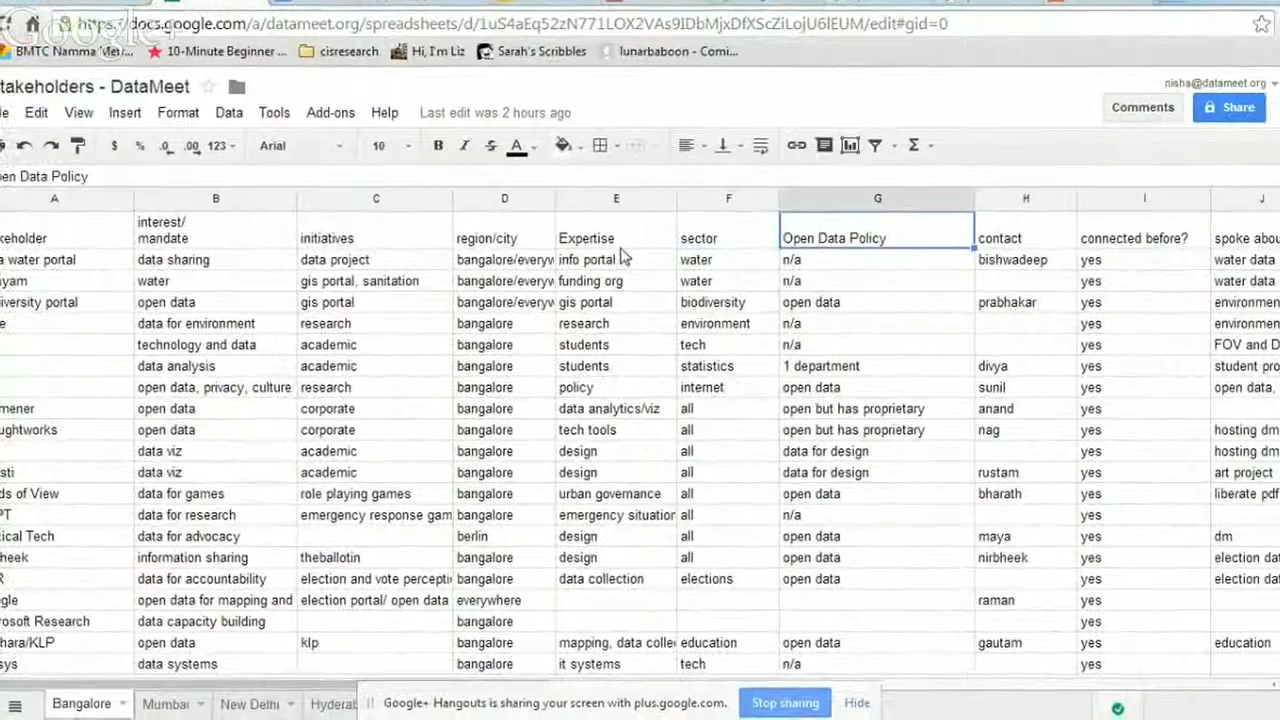 https://docs.google.com/a/datameet.org/spreadsheets/d/1uS4aEq52zN771LOX2VAs9IDbMjxDfXScZiLojU6lEUM/edit#gid=0
BMTC Namma 10-Minute Beginner ... cisresearch Hi, I'm Liz Sarah's Scribbles lunarbaboon - Comi...
takeholders - DataMeet nisha@datameet.org
Edit View Insert Format Data Tools Add-ons Help Last edit was 2 hours ago Comments Share
$ % .0 .00 123 Arial 10 B I S A Σ
pen Data Policy
A B C D E F G H I J
interest/
keholder mandate initiatives region/city Expertise sector Open Data Policy contact connected before? spoke about
a water portal data sharing data project bangalore/everyw info portal water n/a bishwadeep yes water data
yam water gis portal, sanitation bangalore/everyw funding org water n/a yes
iversity portal open data gis portal bangalore/everyw gis portal biodiversity open data prabhakar yes environmen
e data for environment research bangalore research environment n/a yes environmen
technology and data academic bangalore students tech n/a yes FOV and D
data analysis academic bangalore students statistics 1 department divya yes student pro
open data, privacy, culture research bangalore policy internet open data sunil yes open data,
mener open data corporate bangalore data analytics/viz all open but has proprietary anand yes
ughtworks open data corporate bangalore tech tools all open but has proprietary nag yes hosting dm
data viz academic bangalore design all data for design yes hosting dm
sti data viz academic bangalore design all data for design rustam yes art project
ds of View data for games role playing games bangalore urban governance all open data bharath yes liberate pdf
PT data for research emergency response gam bangalore emergency situation all n/a yes
ical Tech data for advocacy berlin design all open data maya yes dm
heek information sharing theballotin bangalore design all open data nirbheek yes election dat
R data for accountability election and vote percepti bangalore data collection elections open data yes election dat
gle open data for mapping and election portal/ open data everywhere raman yes
rosoft Research data capacity building bangalore yes
hara/KLP open data klp bangalore mapping, data colle education open data gautam yes education
sys data systems bangalore it systems tech n/a yes
Bangalore Mumbai New Delhi Hyderab Google+ Hangouts is sharing your screen with plus.google.com. Stop sharing Hide